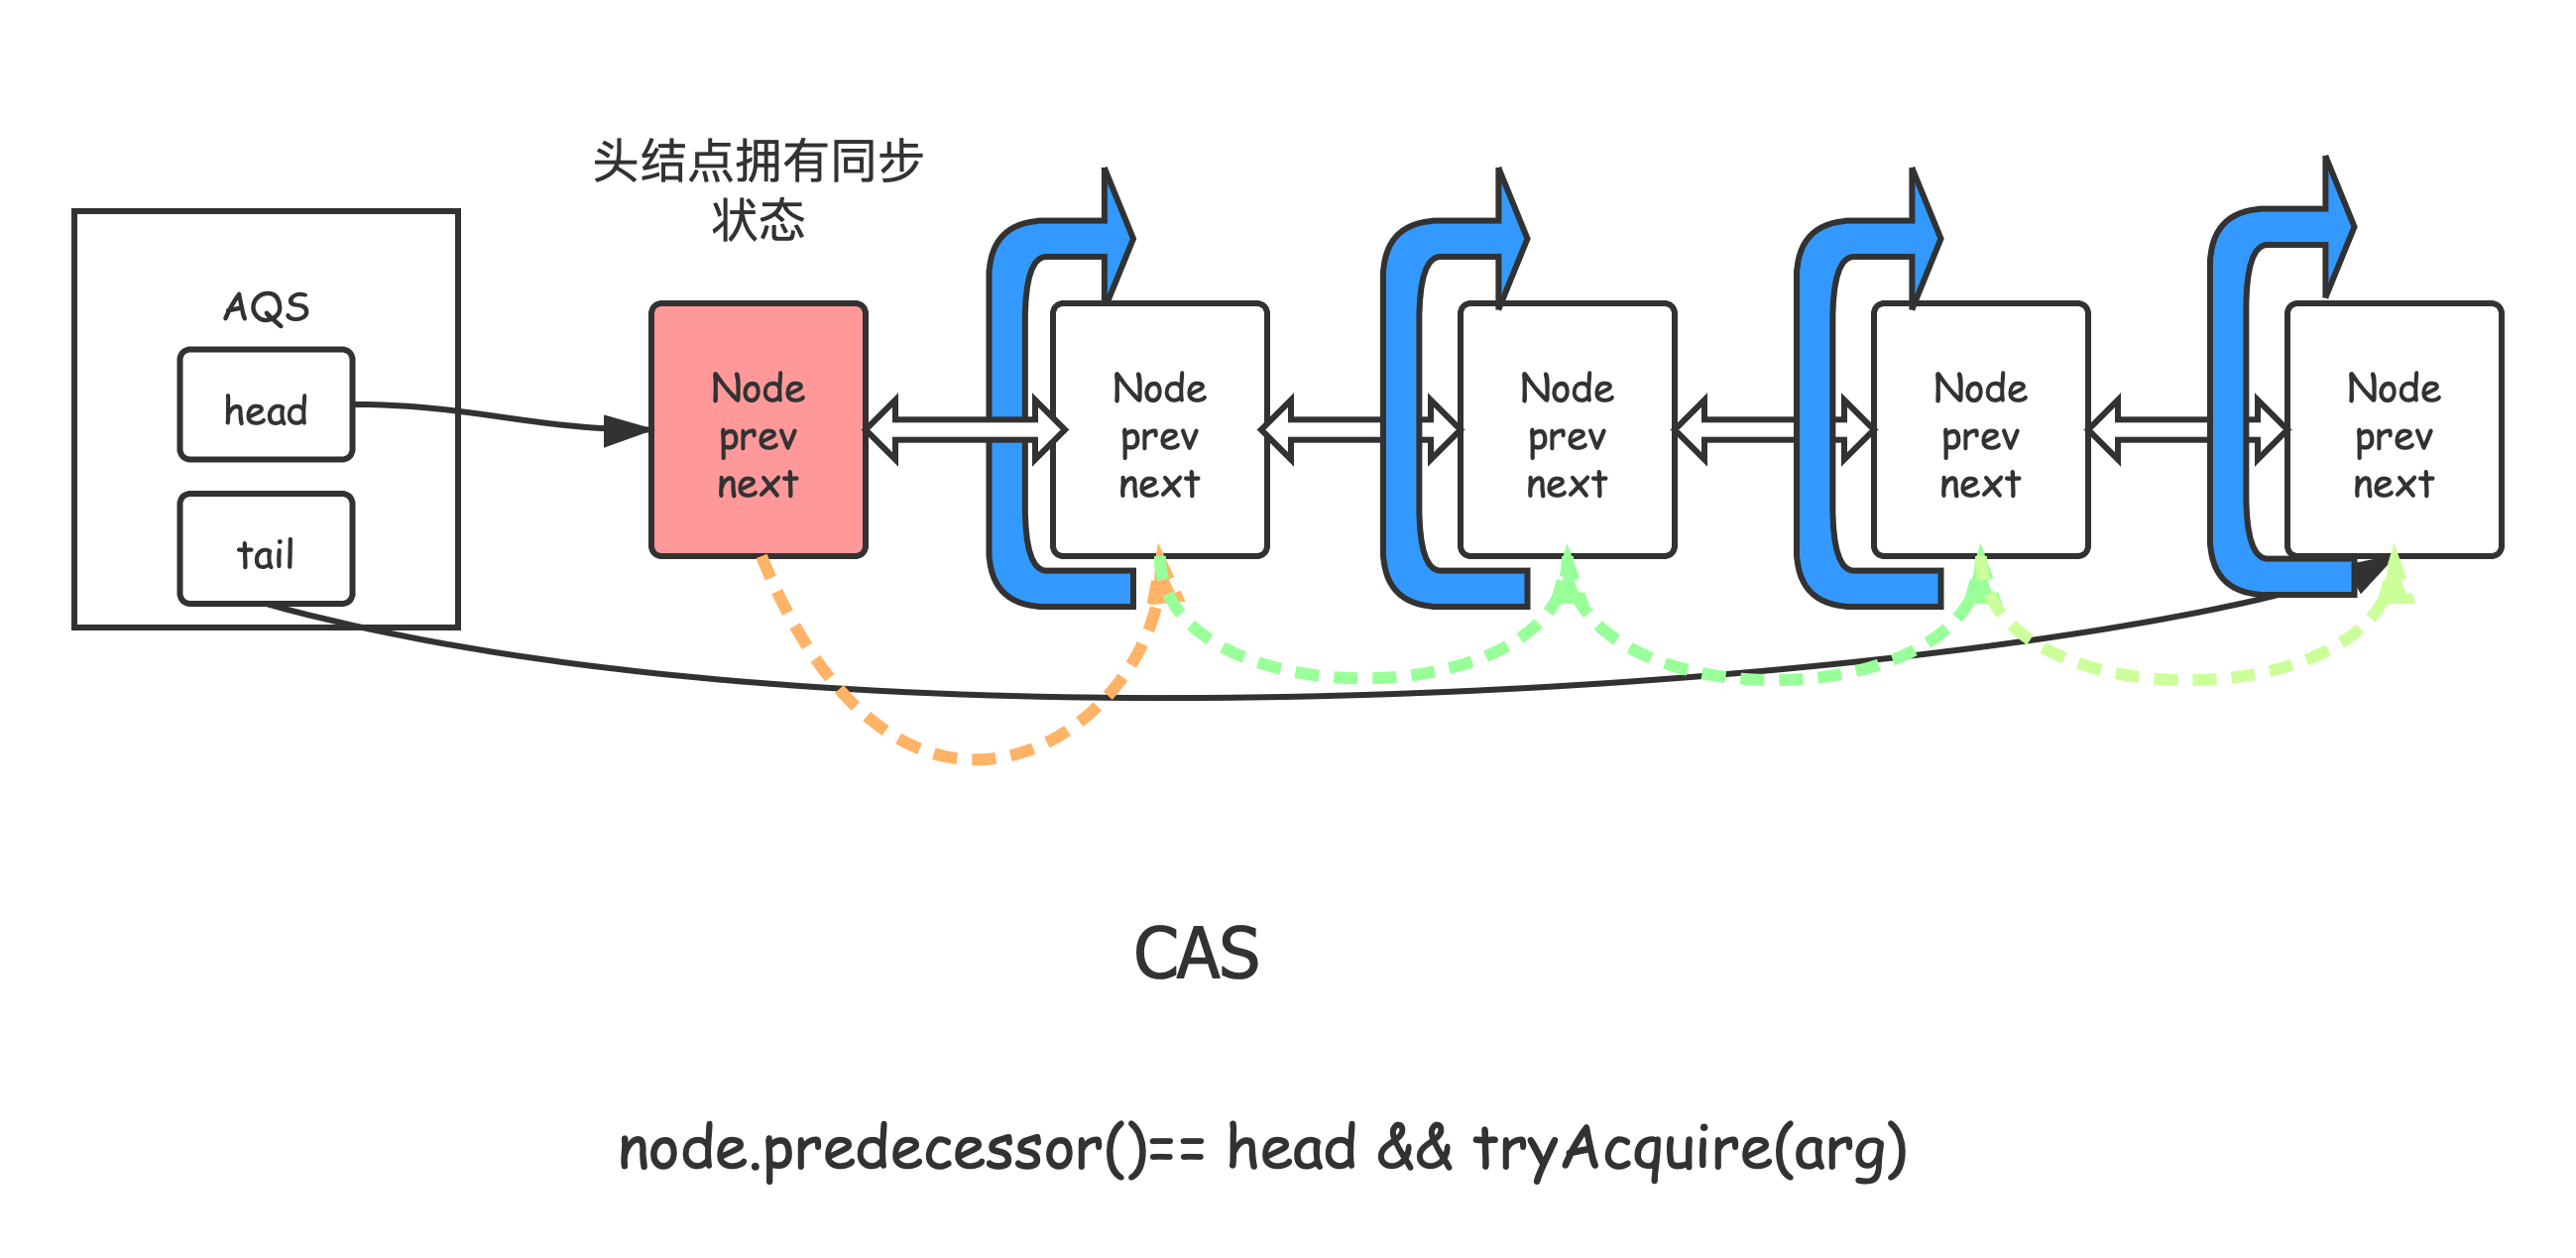 头结点拥有同步
状态
AQS
head
tail
Node
prev
next
Node
prev
next
Node
prev
next
Node
prev
next
Node
prev
next
CAS
node.predecessor()== head && tryAcquire(arg)